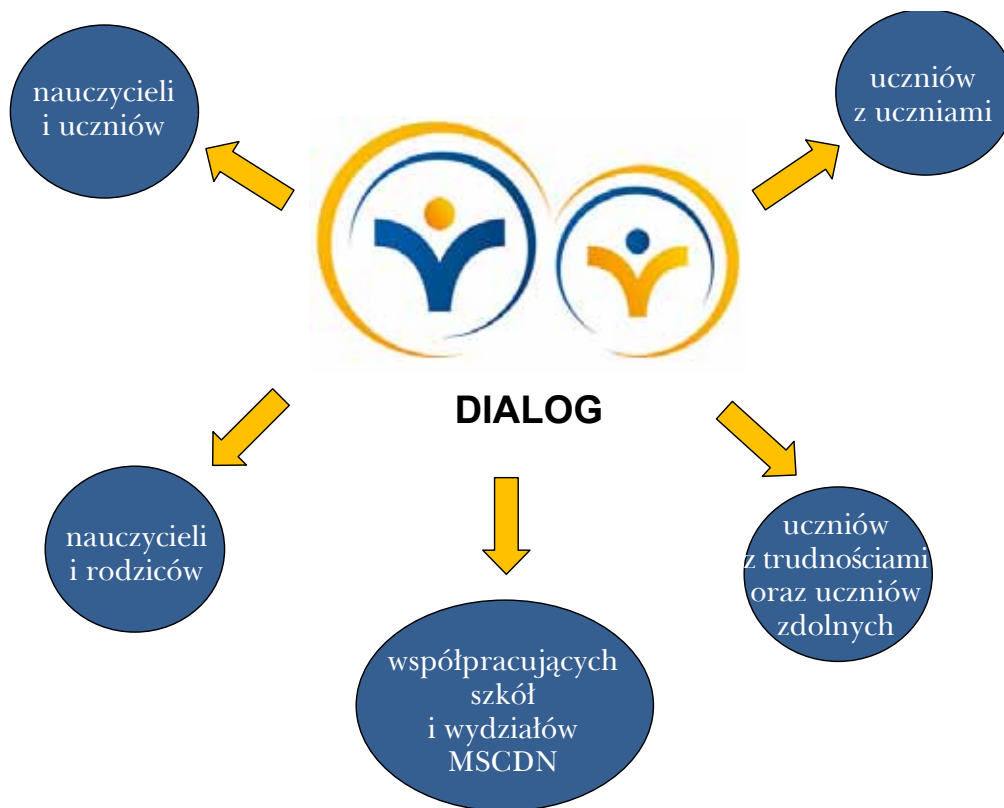 nauczycieli
i uczniów
uczniów
z uczniami
DIALOG
nauczycieli
i rodziców
uczniów
z trudnościami
oraz uczniów
zdolnych
współpracujących
szkół
i wydziałów
MSCDN